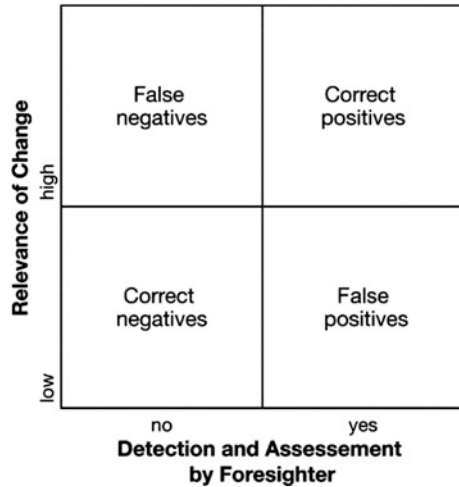 False
negatives
Correct
positives
Relevance of Change
high
Correct
negatives
False
positives
low
no
yes
Detection and Assessement
by Foresighter